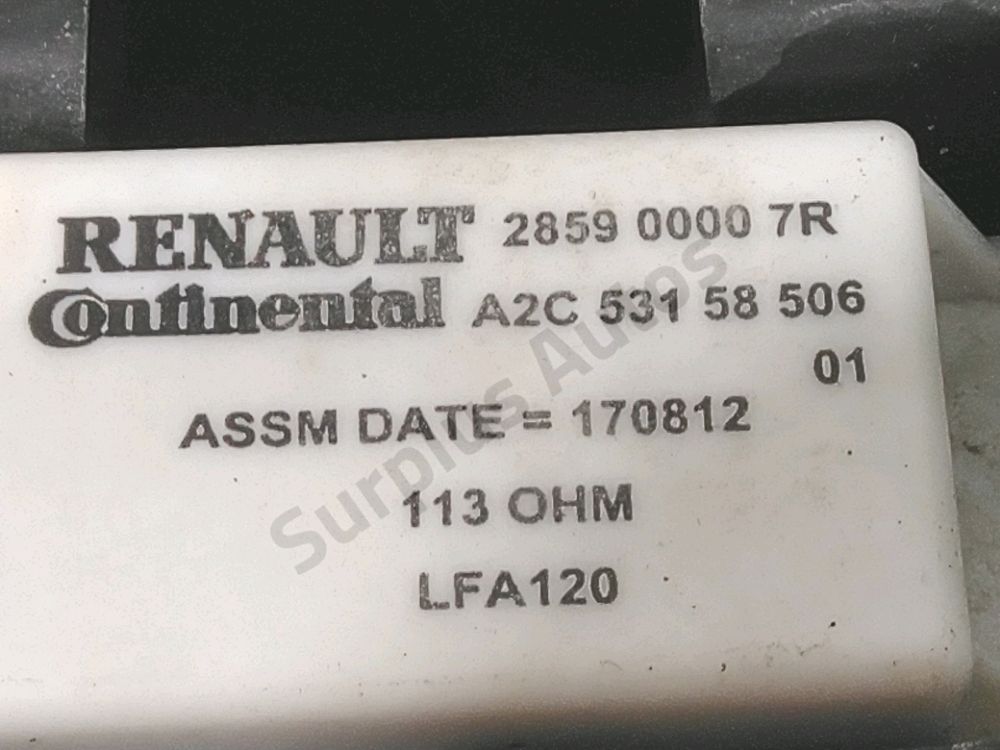 RENAULT 2859 0000 7R
Continental A2C 531 58 506
01
ASSM DATE = 170812
113 OHM
LFA120
Surplus Autos